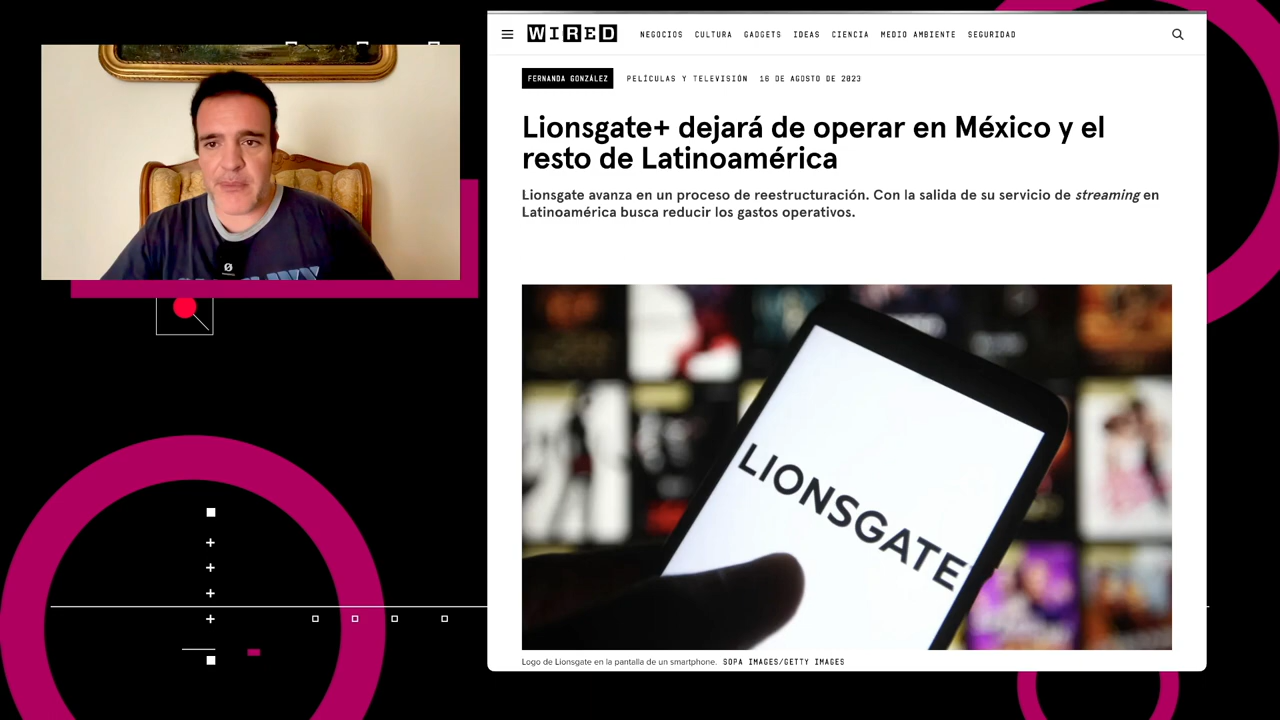 WIRED
NEGOCIOS CULTURA GADGETS IDEAS CIENCIA MEDIO AMBIENTE SEGURIDAD
FERNANDA GONZÁLEZ PELÍCULAS Y TELEVISIÓN 16 DE AGOSTO DE 2023
Lionsgate+ dejará de operar en México y el
resto de Latinoamérica
Lionsgate avanza en un proceso de reestructuración. Con la salida de su servicio de streaming en
Latinoamérica busca reducir los gastos operativos.
LIONSGATE
Logo de Lionsgate en la pantalla de un smartphone. SOPA IMAGES/GETTY IMAGES